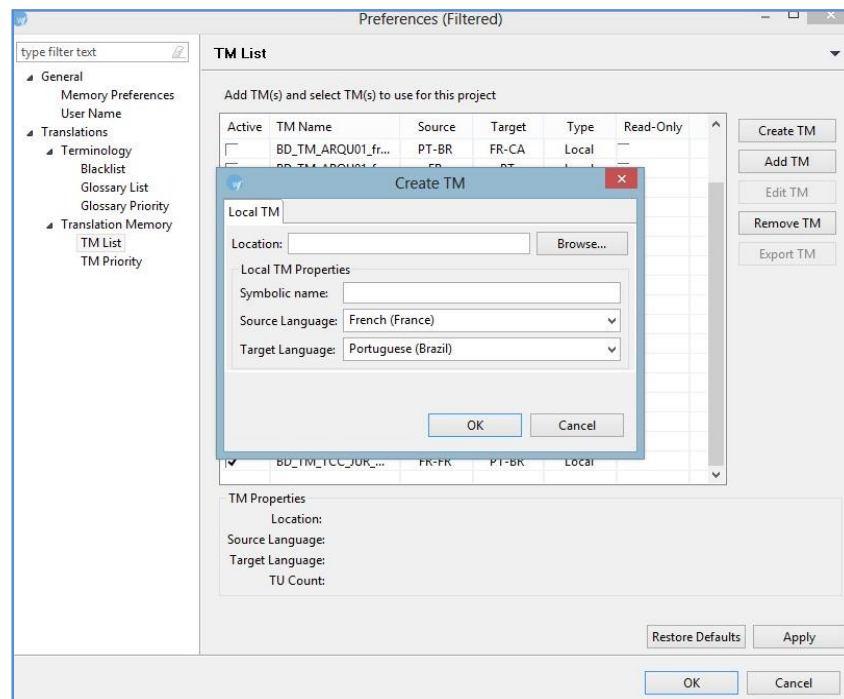 Preferences (Filtered)
type filter text
General
Memory Preferences
User Name
Translations
Terminology
Blacklist
Glossary List
Glossary Priority
Translation Memory
TM List
TM Priority
TM List
Add TM(s) and select TM(s) to use for this project
Active TM Name Source Target Type Read-Only
BD_TM_ARQU01_fr... PT-BR FR-CA Local
Create TM
Add TM
Edit TM
Remove TM
Export TM
Create TM
Local TM
Location: Browse...
Local TM Properties
Symbolic name:
Source Language: French (France)
Target Language: Portuguese (Brazil)
OK Cancel
BD_TM_TCC_JUR_... FR-FR PT-BR Local
TM Properties
Location:
Source Language:
Target Language:
TU Count:
Restore Defaults Apply
OK Cancel